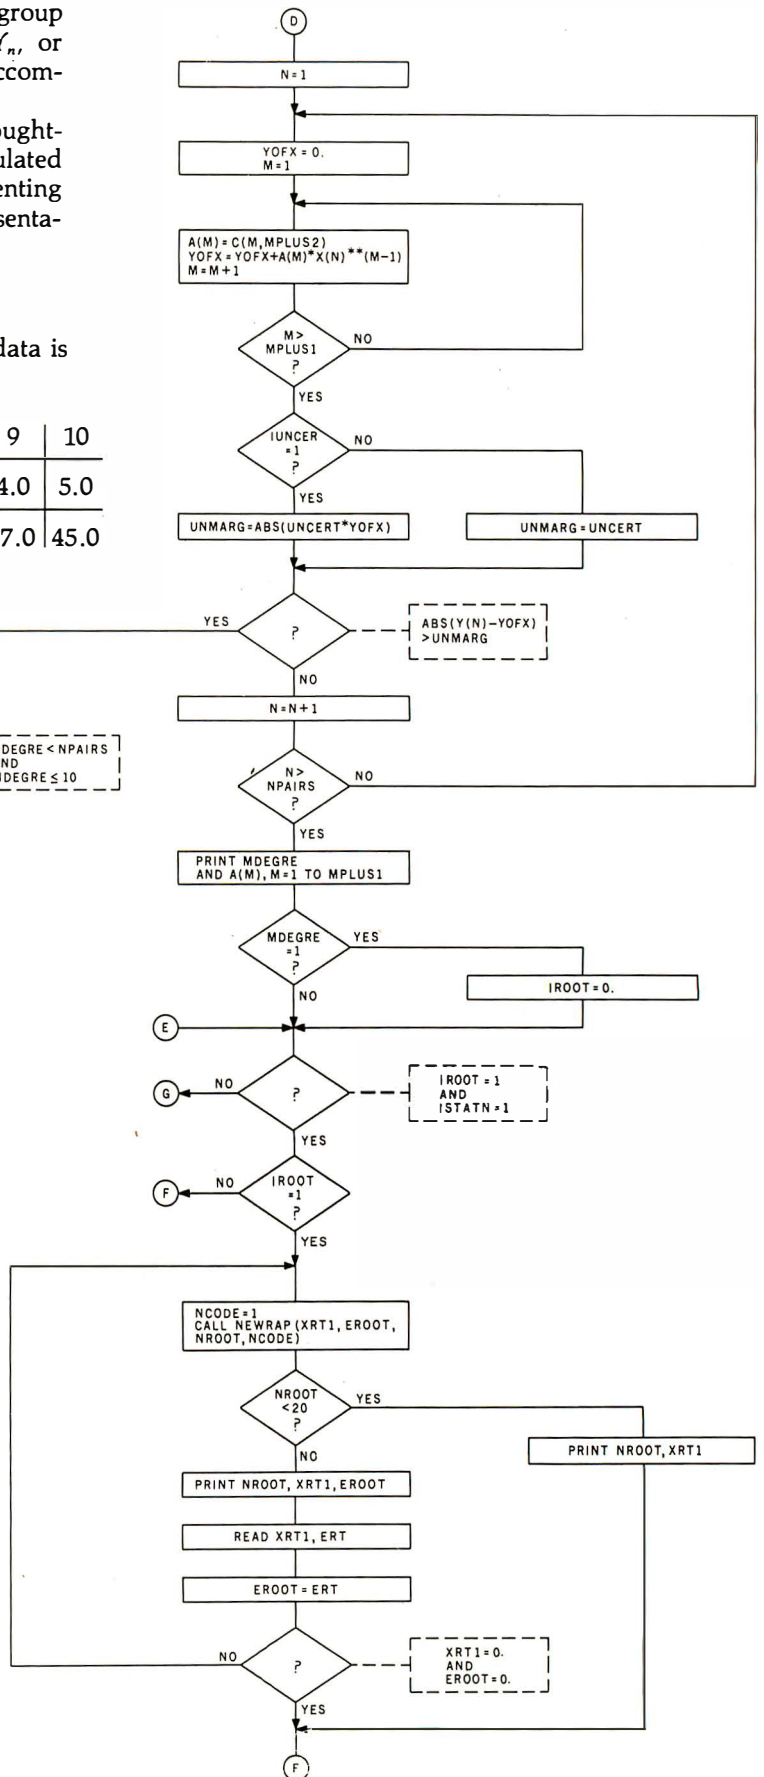 group
Yn, or
ccom-
ought-
ulated
enting
senta-
data is
9 10
4.0 5.0
7.0 45.0
D
N=1
YOFX=0.
M=1
A(M)=C(M,MPLUS2)
YOFX=YOFX+A(M)*X(N)**(M-1)
M=M+1
M>
MPLUS1
?
NO
YES
IUNCER
=1
?
NO
YES
UNMARG=ABS(UNCERT*YOFX)
UNMARG=UNCERT
YES
?
ABS(Y(N)-YOFX)
>UNMARG
NO
N=N+1
DEGRE<NPAIRS
ND
DEGRE≤10
N>
NPAIRS
?
NO
YES
PRINT MDEGRE
AND A(M), M=1 TO MPLUS1
MDEGRE
=1
?
YES
NO
IROOT=0.
E
G
NO
?
IROOT=1
AND
ISTATN=1
YES
F
NO
IROOT
=1
?
YES
NCODE=1
CALL NEWRAP(XRT1, EROOT,
NROOT,NCODE)
NROOT
<20
?
YES
NO
PRINT NROOT,XRT1
PRINT NROOT, XRT1, EROOT
READ XRT1, ERT
EROOT=ERT
NO
?
XRT1=0.
AND
EROOT=0.
YES
F